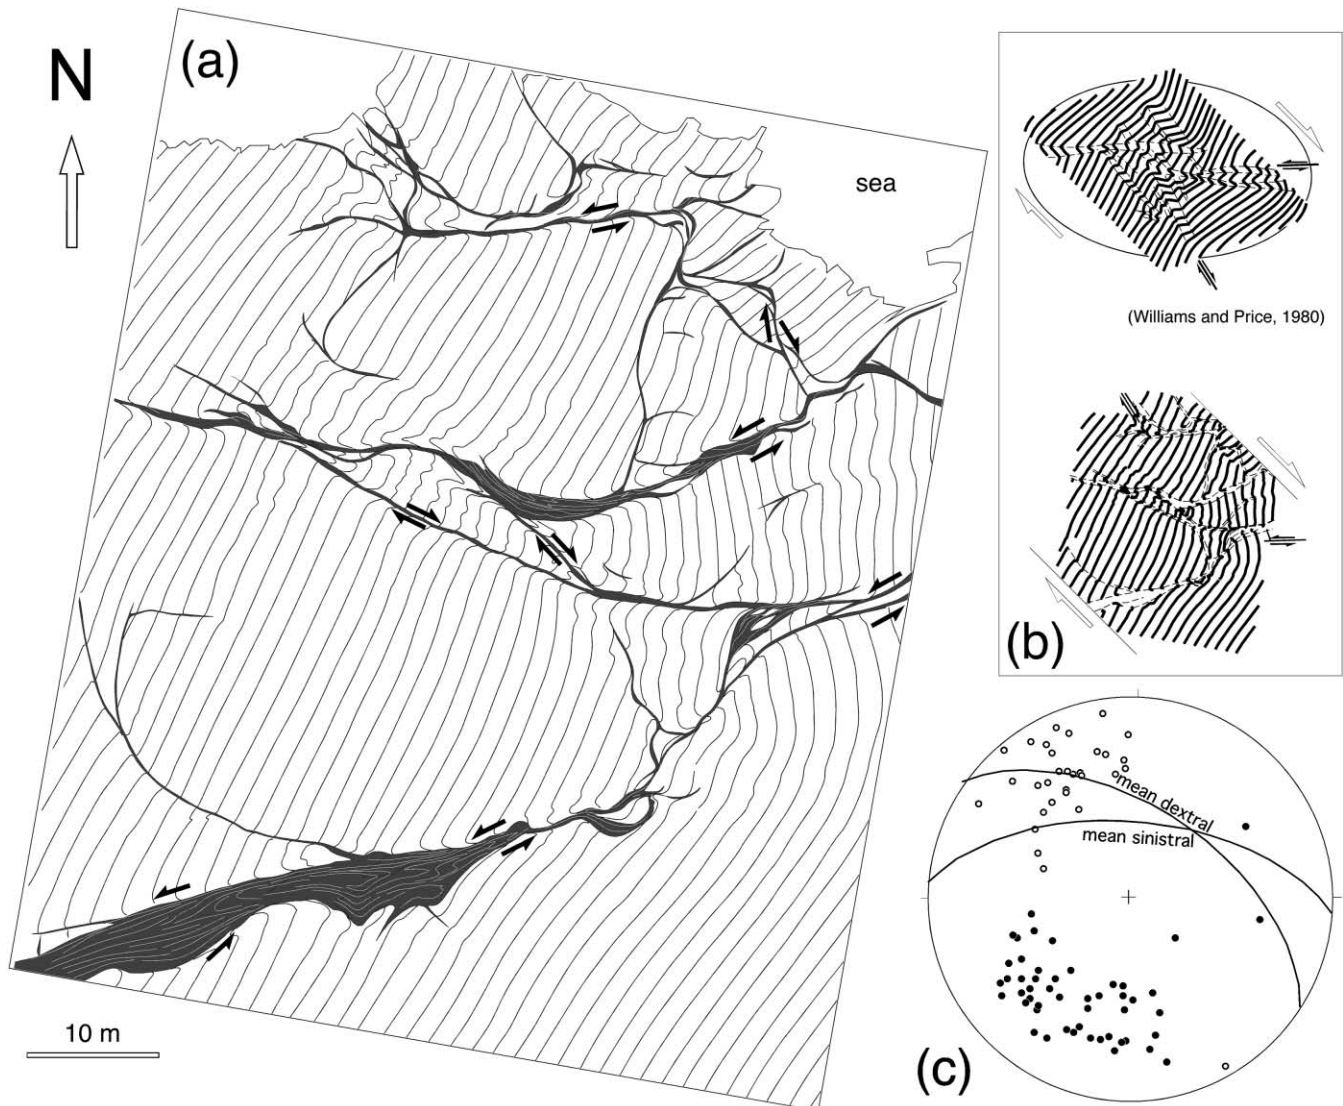 N
(a)
sea
10 m
(Williams and Price, 1980)
(b)
mean dextral
mean sinistral
(c)